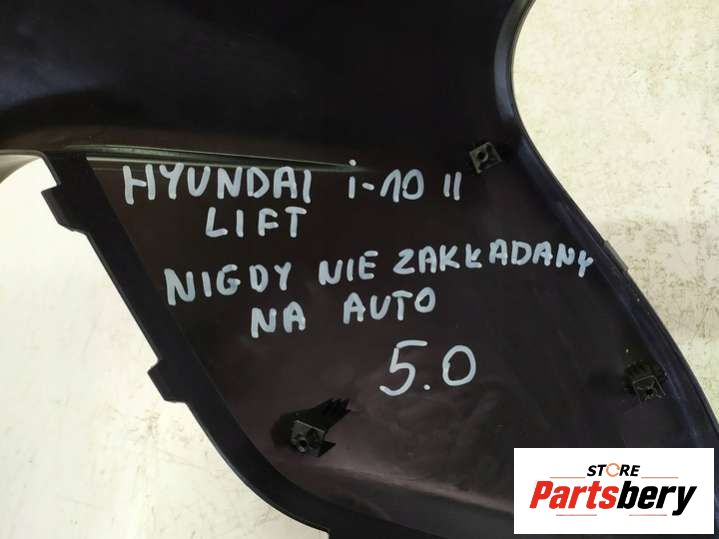 HYUNDAI i-10 II
LIFT
NIGDY NIE ZAKŁADANY
NA AUTO
5.0
STORE
Partsbery